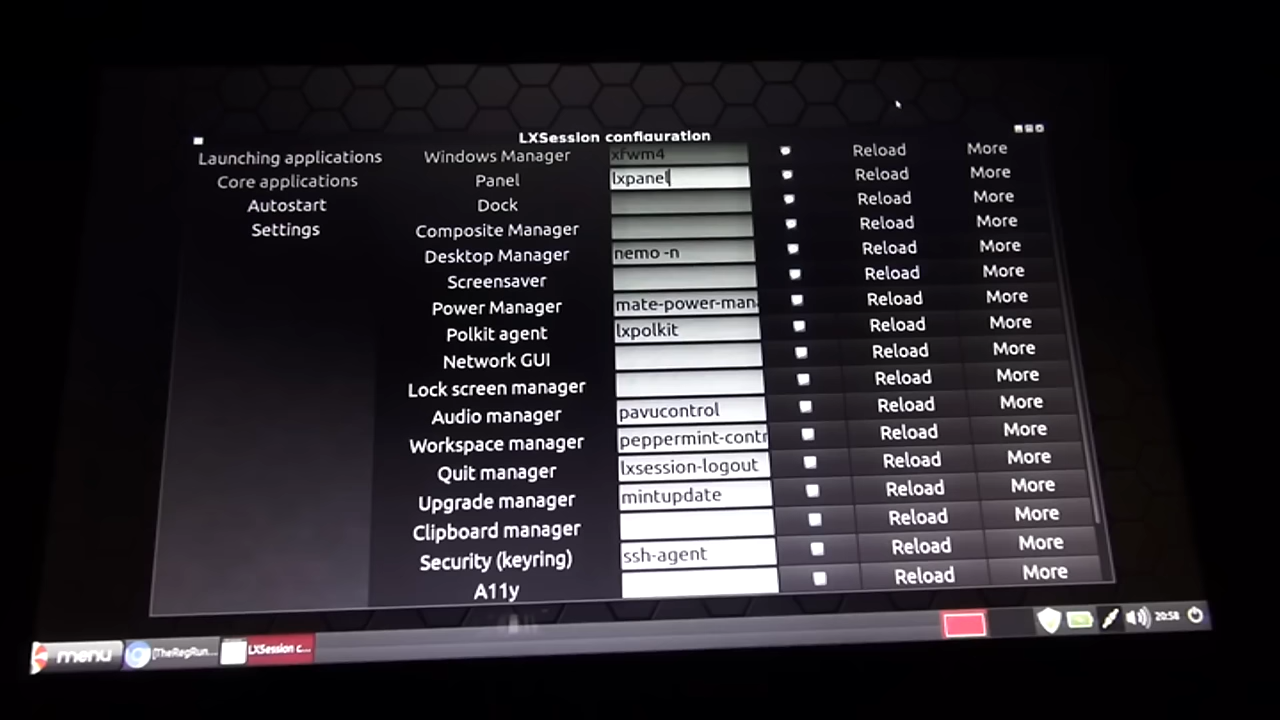 LXSession configuration
Launching applications
Core applications
Autostart
Settings
Windows Manager xfwm4 Reload More
Panel lxpanel Reload More
Dock Reload More
Composite Manager Reload More
Desktop Manager nemo -n Reload More
Screensaver Reload More
Power Manager mate-power-man Reload More
Polkit agent lxpolkit Reload More
Network GUI Reload More
Lock screen manager Reload More
Audio manager pavucontrol Reload More
Workspace manager peppermint-contr Reload More
Quit manager lxsession-logout Reload More
Upgrade manager mintupdate Reload More
Clipboard manager Reload More
Security (keyring) ssh-agent Reload More
A11y Reload More
menu [TheRegRun... LXSession c... 20:58